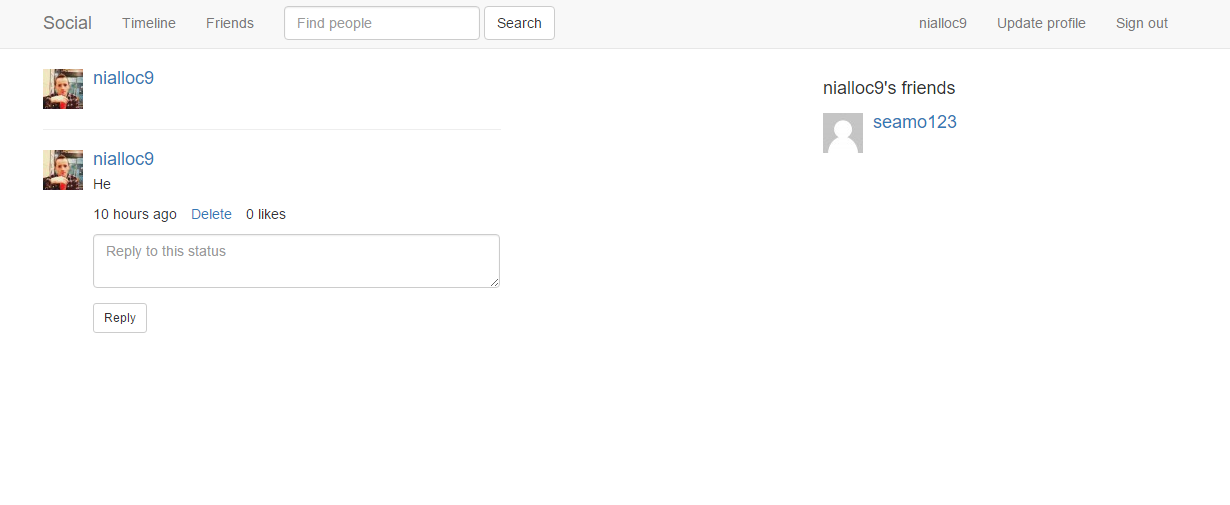 Social Timeline Friends Find people Search nialloc9 Update profile Sign out
nialloc9
nialloc9
He
10 hours ago Delete 0 likes
Reply to this status
Reply
nialloc9's friends
seamo123